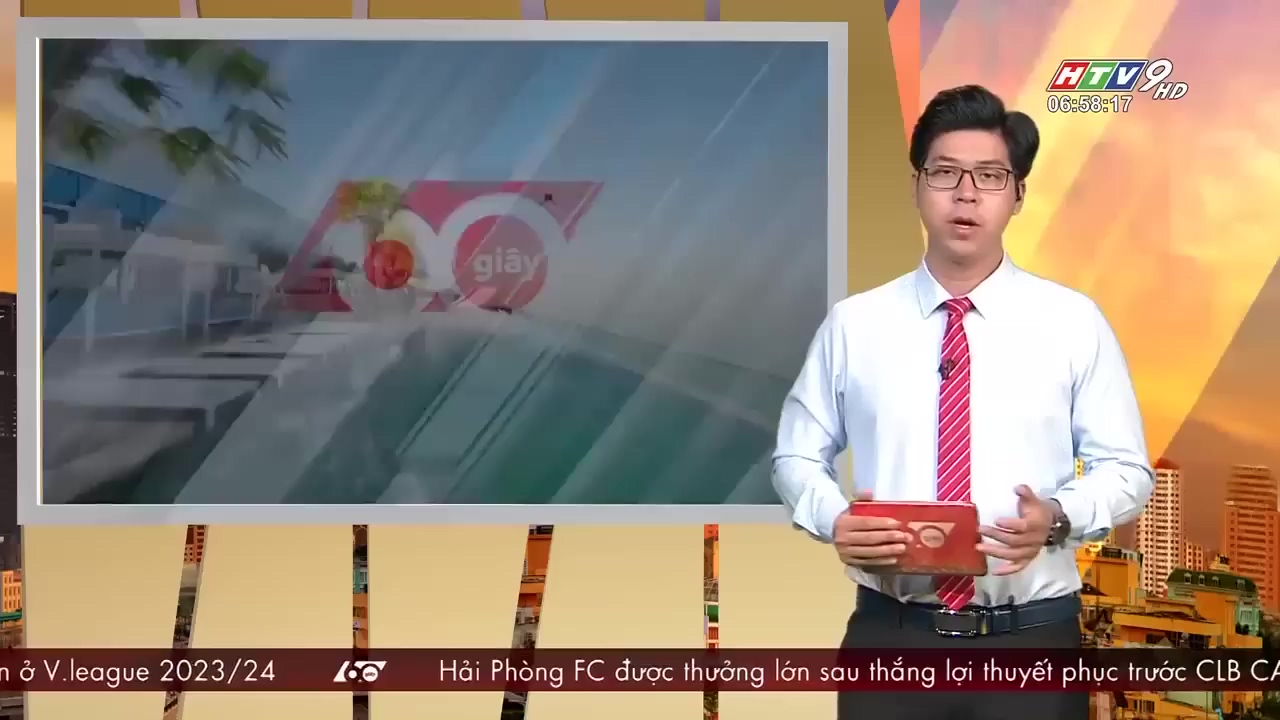 HTV9
HD
06:58:17
giây
n ở V.league 2023/24
60 Hải Phòng FC được thưởng lớn sau thắng lợi thuyết phục trước CLB CA